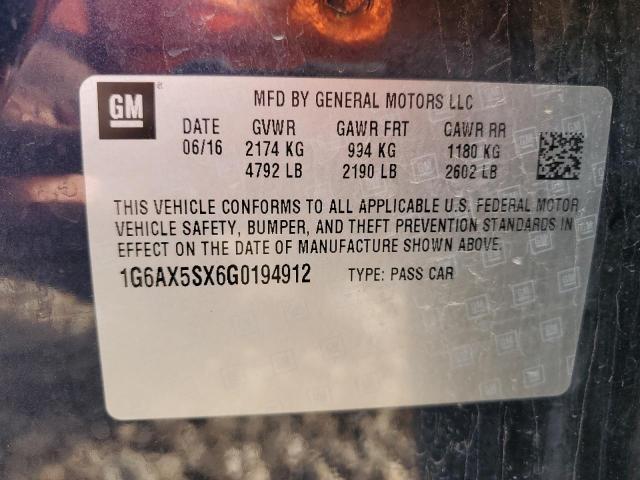 GM
MFD BY GENERAL MOTORS LLC
DATE GVWR GAWR FRT GAWR RR
06/16 2174 KG 994 KG 1180 KG
4792 LB 2190 LB 2602 LB
THIS VEHICLE CONFORMS TO ALL APPLICABLE U.S. FEDERAL MOTOR
VEHICLE SAFETY, BUMPER, AND THEFT PREVENTION STANDARDS IN
EFFECT ON THE DATE OF MANUFACTURE SHOWN ABOVE.
1G6AX5SX6G0194912 TYPE: PASS CAR